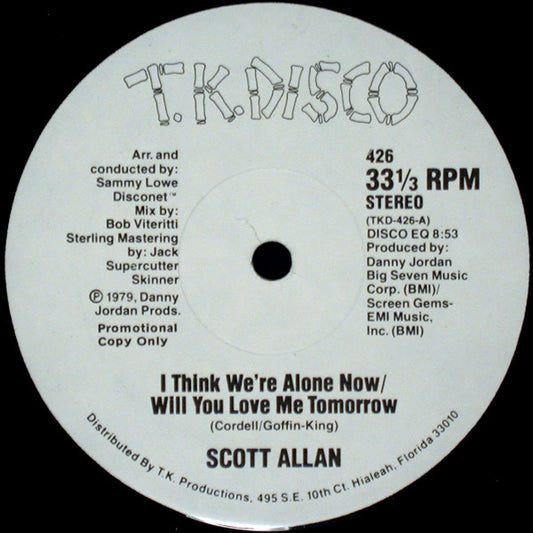 T.K. DISCO
Arr. and
conducted by:
Sammy Lowe
Disconet™
Mix by:
Bob Viteritti
Sterling Mastering
by: Jack
Supercutter
Skinner
Ⓟ 1979, Danny
Jordan Prods.
Promotional
Copy Only
426
33⅓ RPM
STEREO
(TKD-426-A)
DISCO EQ 8:53
Produced by:
Danny Jordan
Big Seven Music
Corp. (BMI)/
Screen Gems-
EMI Music,
Inc. (BMI)
I Think We're Alone Now/
Will You Love Me Tomorrow
(Cordell/Goffin-King)
SCOTT ALLAN
Distributed By T.K. Productions, 495 S.E. 10th Ct. Hialeah, Florida 33010